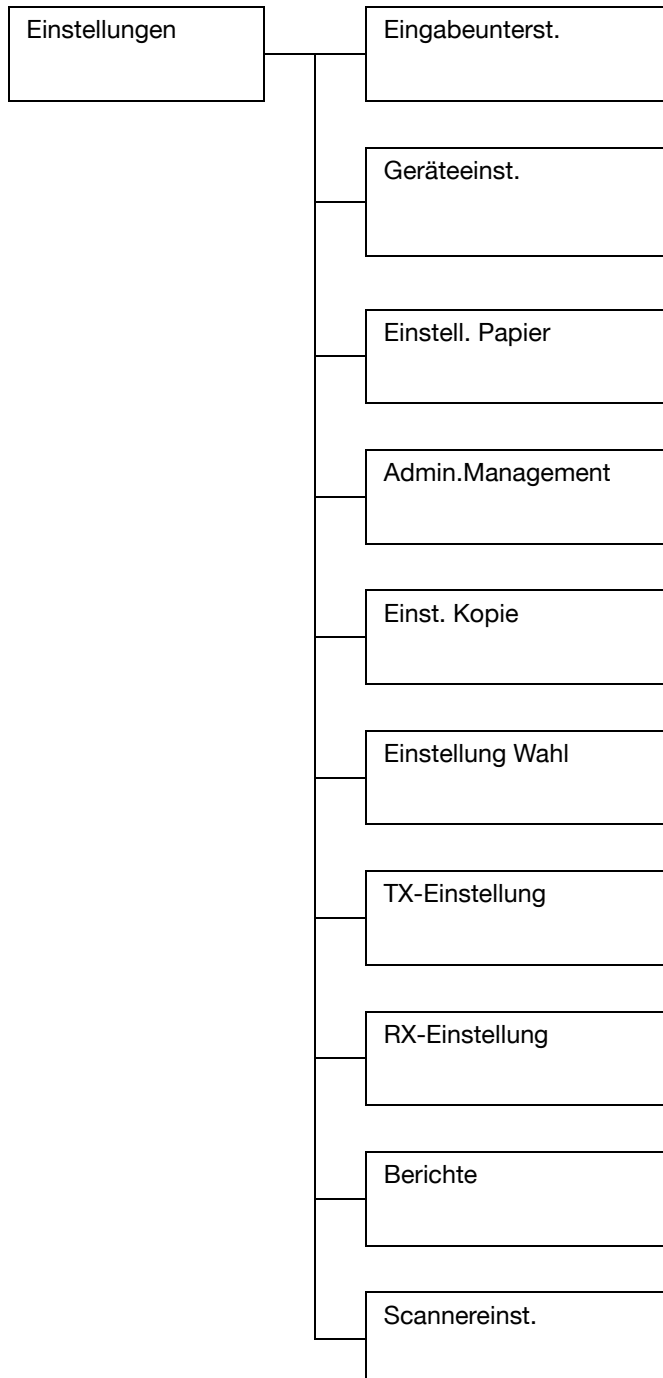 Einstellungen
Eingabeunterst.
Geräteeinst.
Einstell. Papier
Admin.Management
Einst. Kopie
Einstellung Wahl
TX-Einstellung
RX-Einstellung
Berichte
Scannereinst.